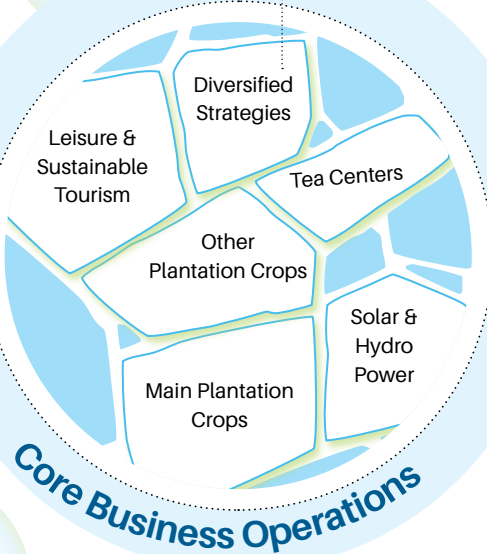 Diversified
Strategies
Leisure &
Sustainable
Tourism
Tea Centers
Other
Plantation Crops
Solar &
Hydro
Power
Main Plantation
Crops
Core Business Operations